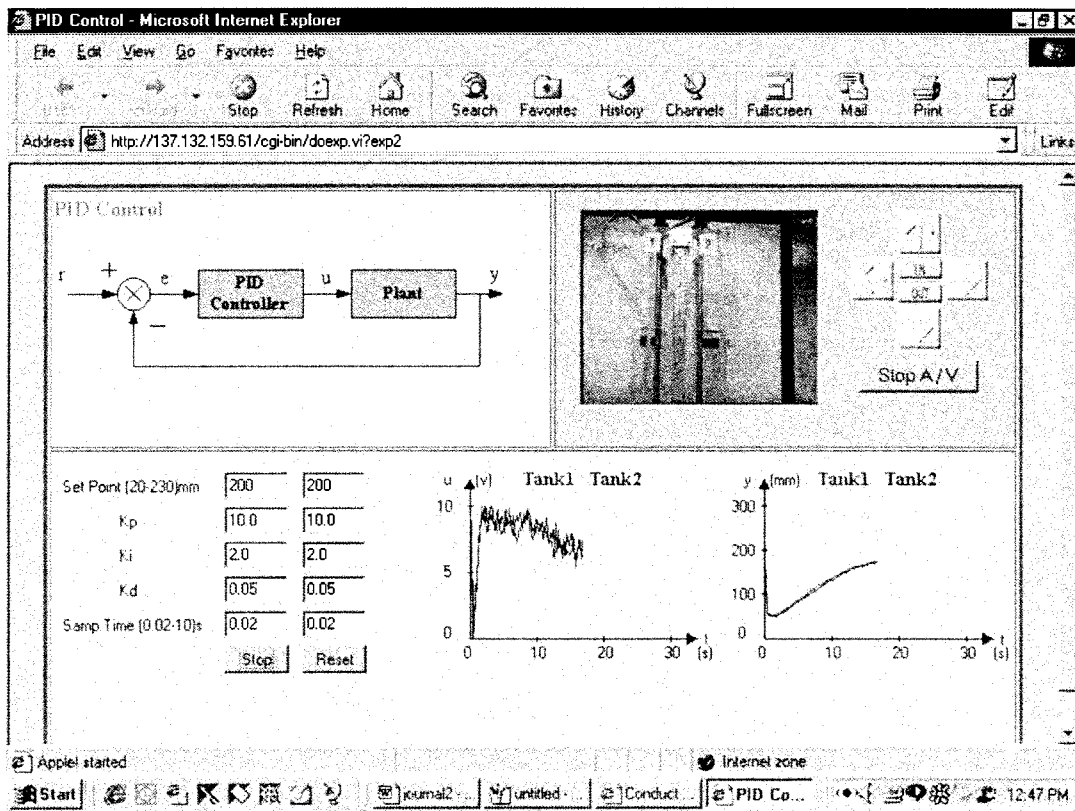 PID Control - Microsoft Internet Explorer
File Edit View Go Favorites Help
Stop Refresh Home Search Favorites History Channels Fullscreen Mail Print Edit
Address http://137.132.159.61/cgi-bin/doexp.vi?exp2 Links
PID Control
r + e PID Controller u Plant y
−
IN
OUT
Stop A / V
Set Point (20-230)mm 200 200
Kp 10.0 10.0
Ki 2.0 2.0
Kd 0.05 0.05
Samp Time (0.02-10)s 0.02 0.02
Stop Reset
u (v) Tank1 Tank2
10
5
0
0 10 20 30 t (s)
y (mm) Tank1 Tank2
300
200
100
0
0 10 20 30 t (s)
Applet started Internet zone
Start journal2 - ... untitled - ... Conduct ... PID Co... 12:47 PM